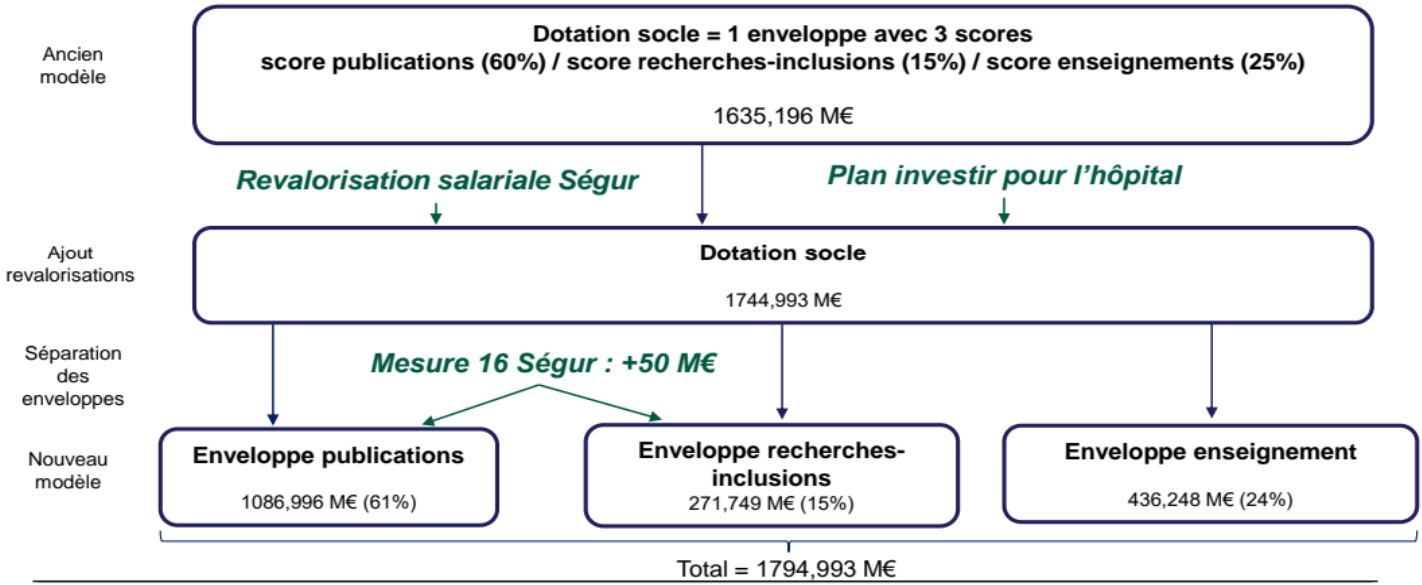 Ancien
modèle
Dotation socle = 1 enveloppe avec 3 scores
score publications (60%) / score recherches-inclusions (15%) / score enseignements (25%)
1635,196 M€
Revalorisation salariale Ségur
Plan investir pour l'hôpital
Ajout
revalorisations
Dotation socle
1744,993 M€
Séparation
des
enveloppes
Mesure 16 Ségur : +50 M€
Nouveau
modèle
Enveloppe publications
1086,996 M€ (61%)
Enveloppe recherches-
inclusions
271,749 M€ (15%)
Enveloppe enseignement
436,248 M€ (24%)
Total = 1794,993 M€